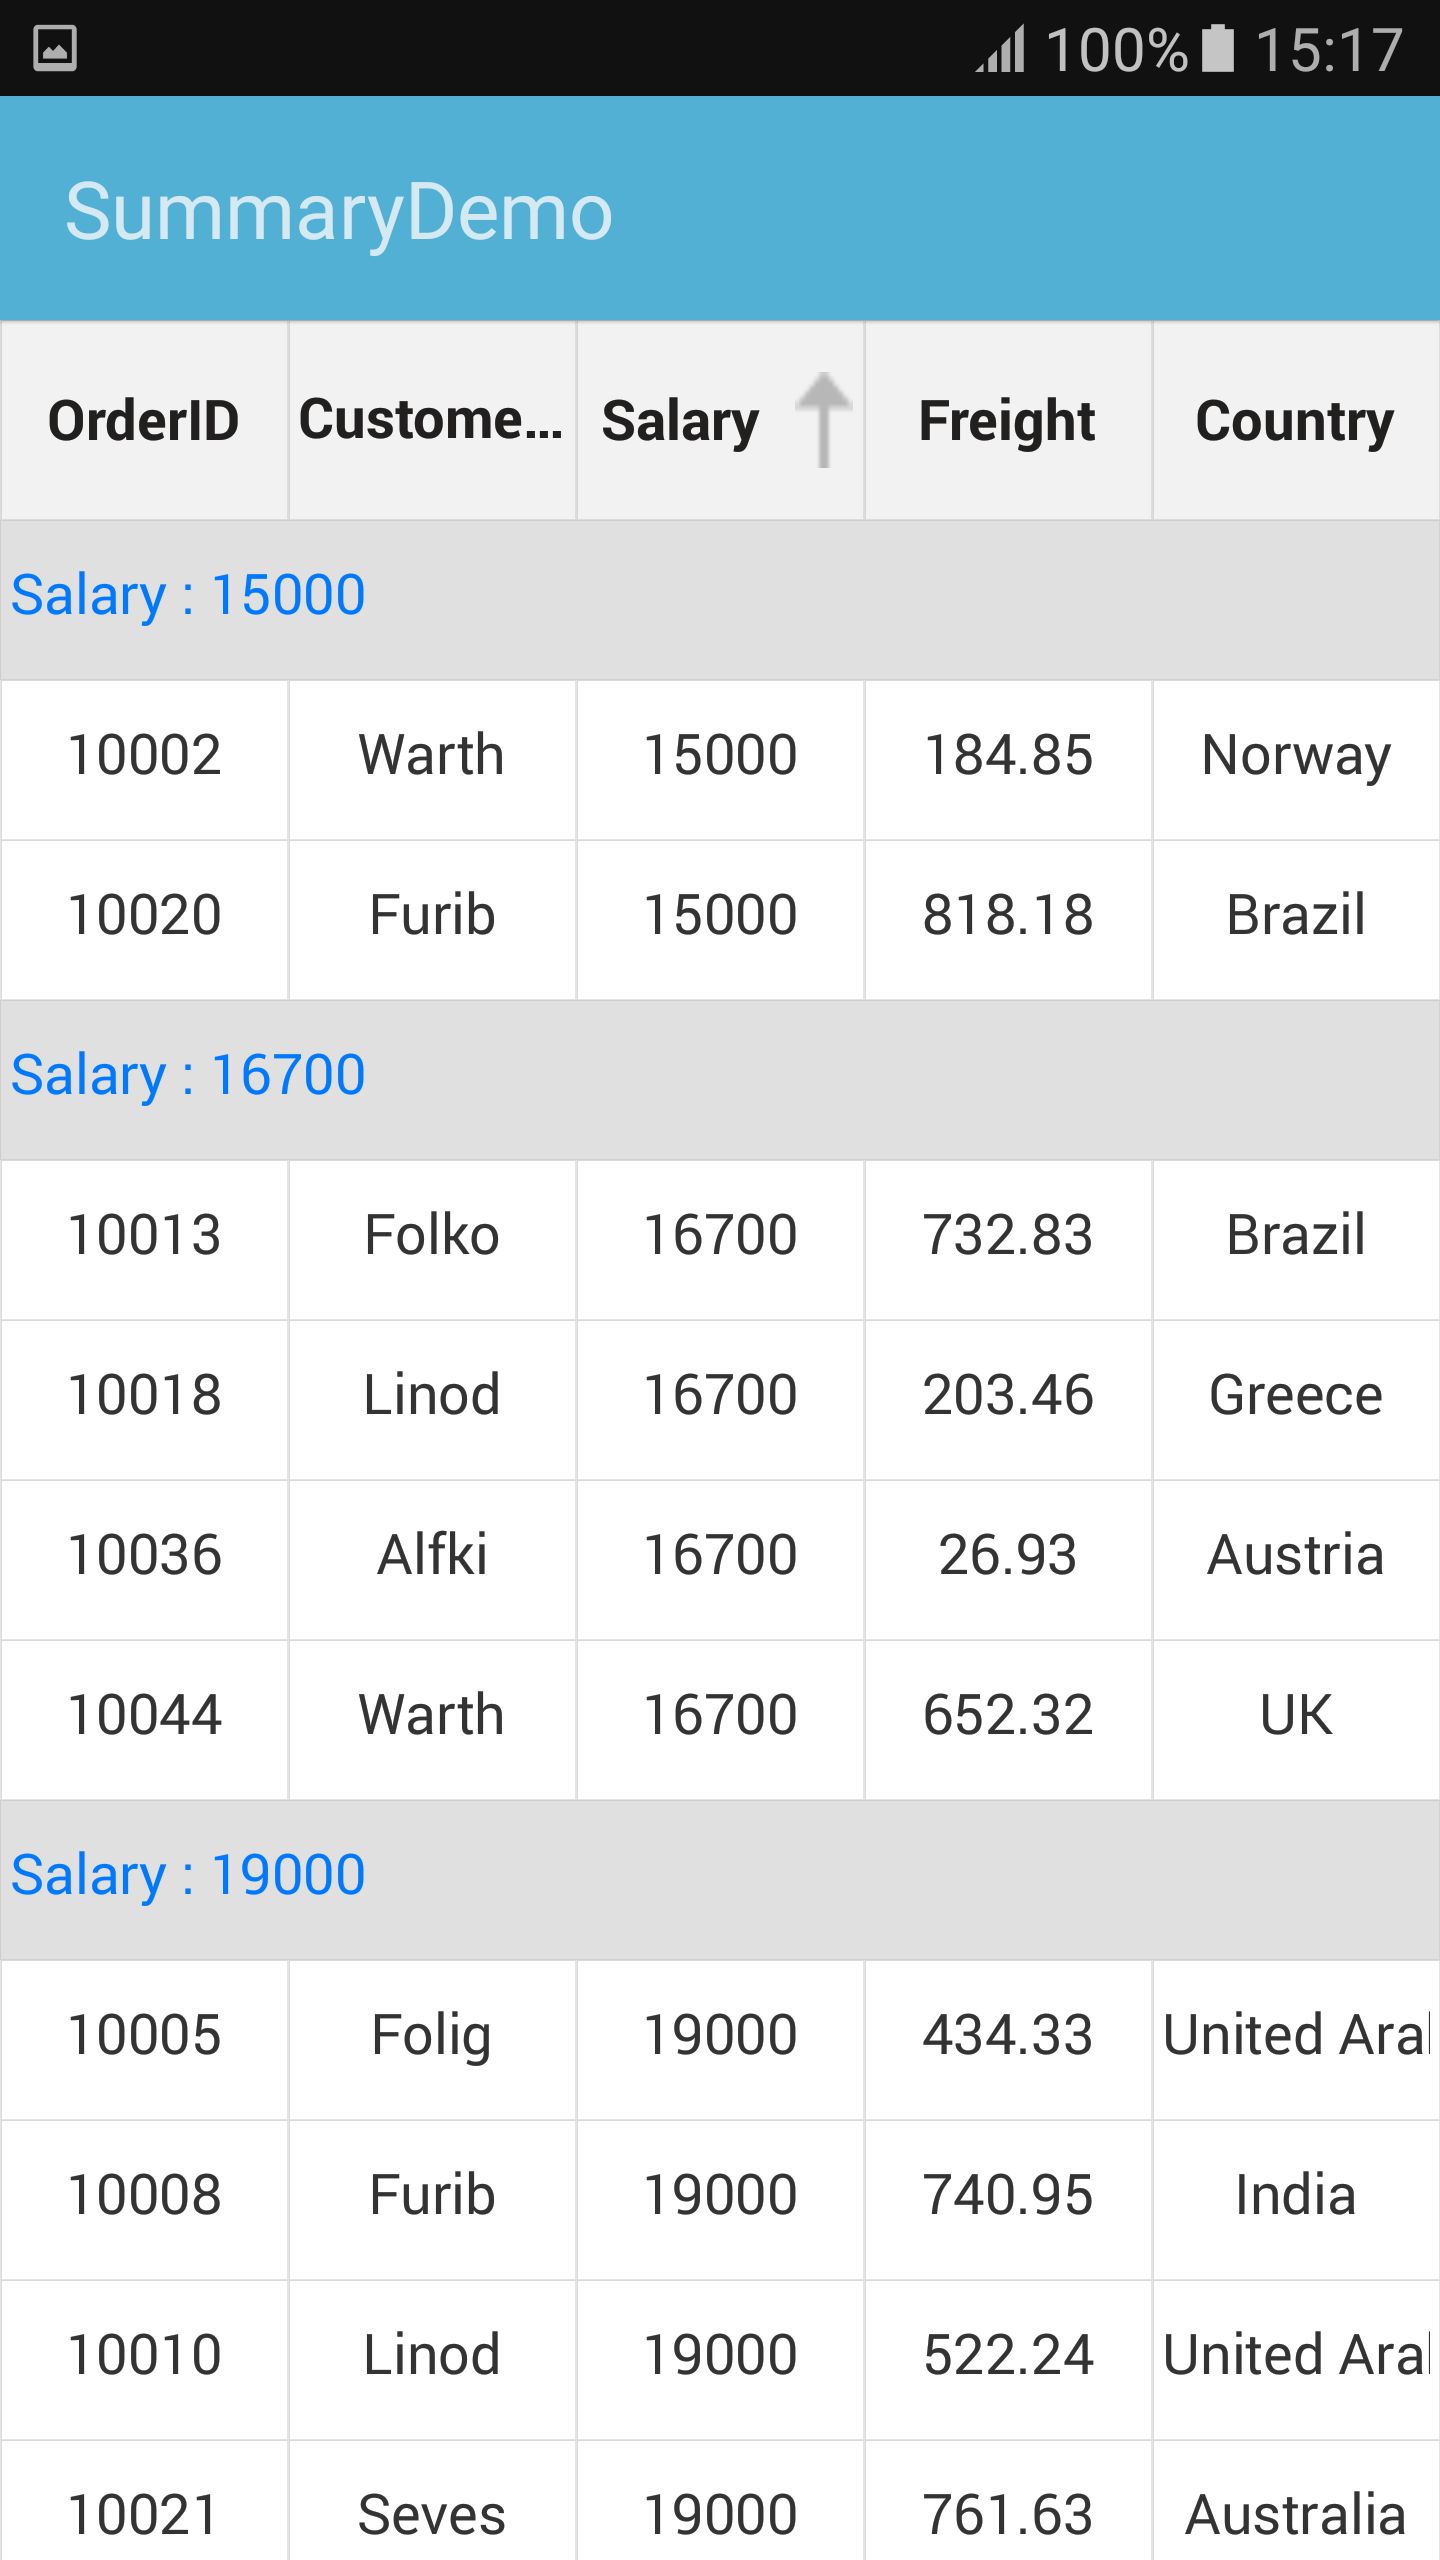 100% 15:17
SummaryDemo
OrderID Custome... Salary Freight Country
Salary : 15000
10002 Warth 15000 184.85 Norway
10020 Furib 15000 818.18 Brazil
Salary : 16700
10013 Folko 16700 732.83 Brazil
10018 Linod 16700 203.46 Greece
10036 Alfki 16700 26.93 Austria
10044 Warth 16700 652.32 UK
Salary : 19000
10005 Folig 19000 434.33 United
10008 Furib 19000 740.95 India
10010 Linod 19000 522.24 United
10021 Seves 19000 761.63 Australia